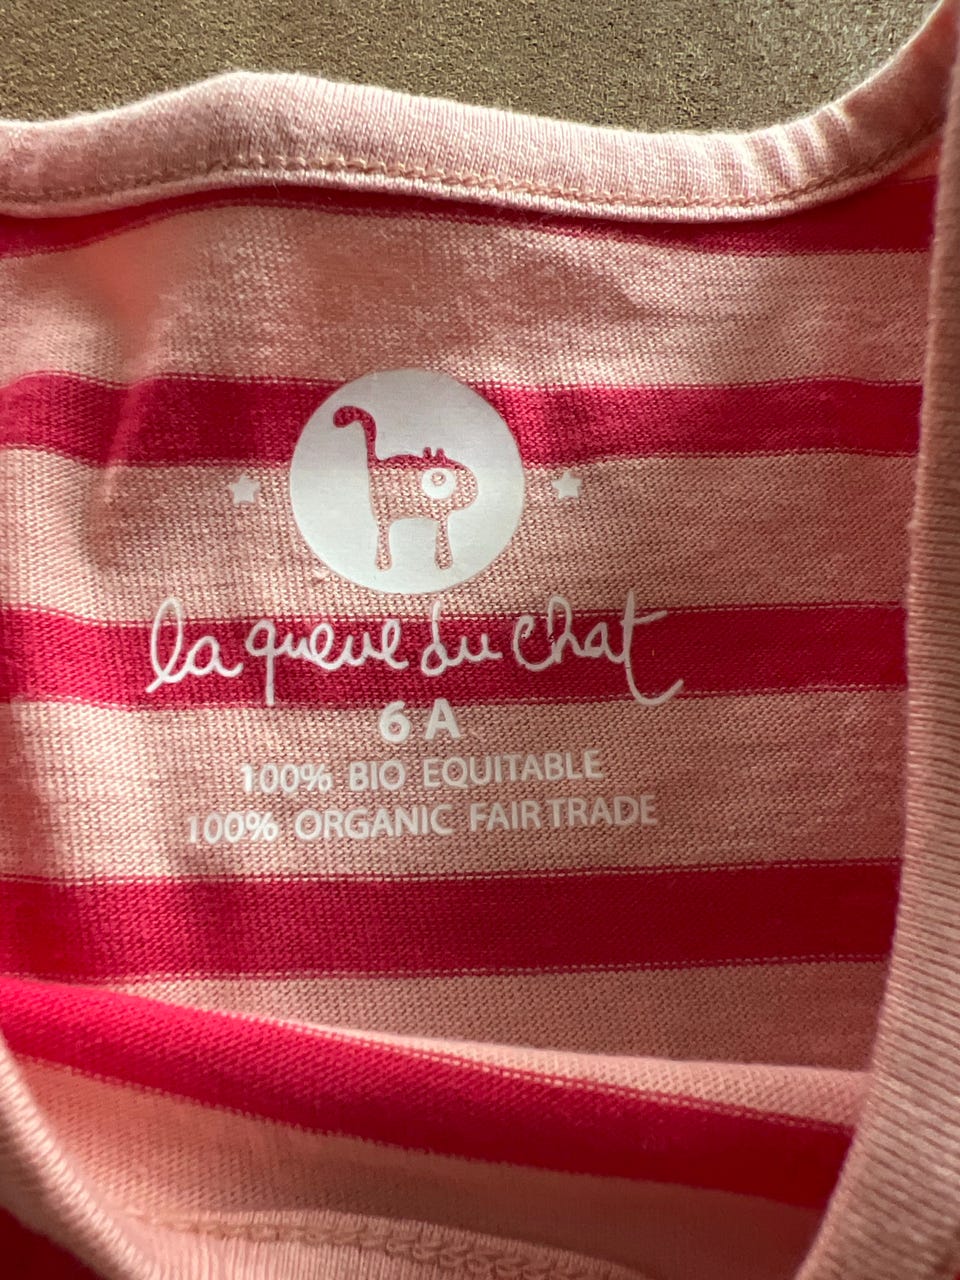 la queue du chat
6 A
100% BIO EQUITABLE
100% ORGANIC FAIR TRADE